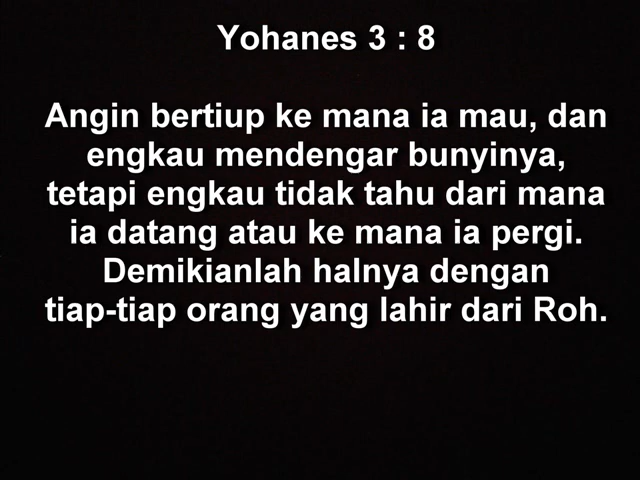 Yohanes 3 : 8
Angin bertiup ke mana ia mau, dan
engkau mendengar bunyinya,
tetapi engkau tidak tahu dari mana
ia datang atau ke mana ia pergi.
Demikianlah halnya dengan
tiap-tiap orang yang lahir dari Roh.